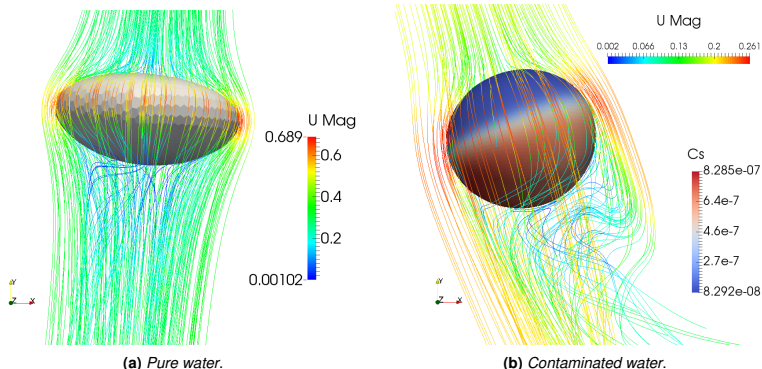 U Mag
0.689
0.6
0.4
0.2
0.00102
Y
Z
X
(a) Pure water.
U Mag
0.002 0.066 0.13 0.2 0.261
Cs
8.285e-07
6.4e-7
4.6e-7
2.7e-7
8.292e-08
Y
Z
X
(b) Contaminated water.